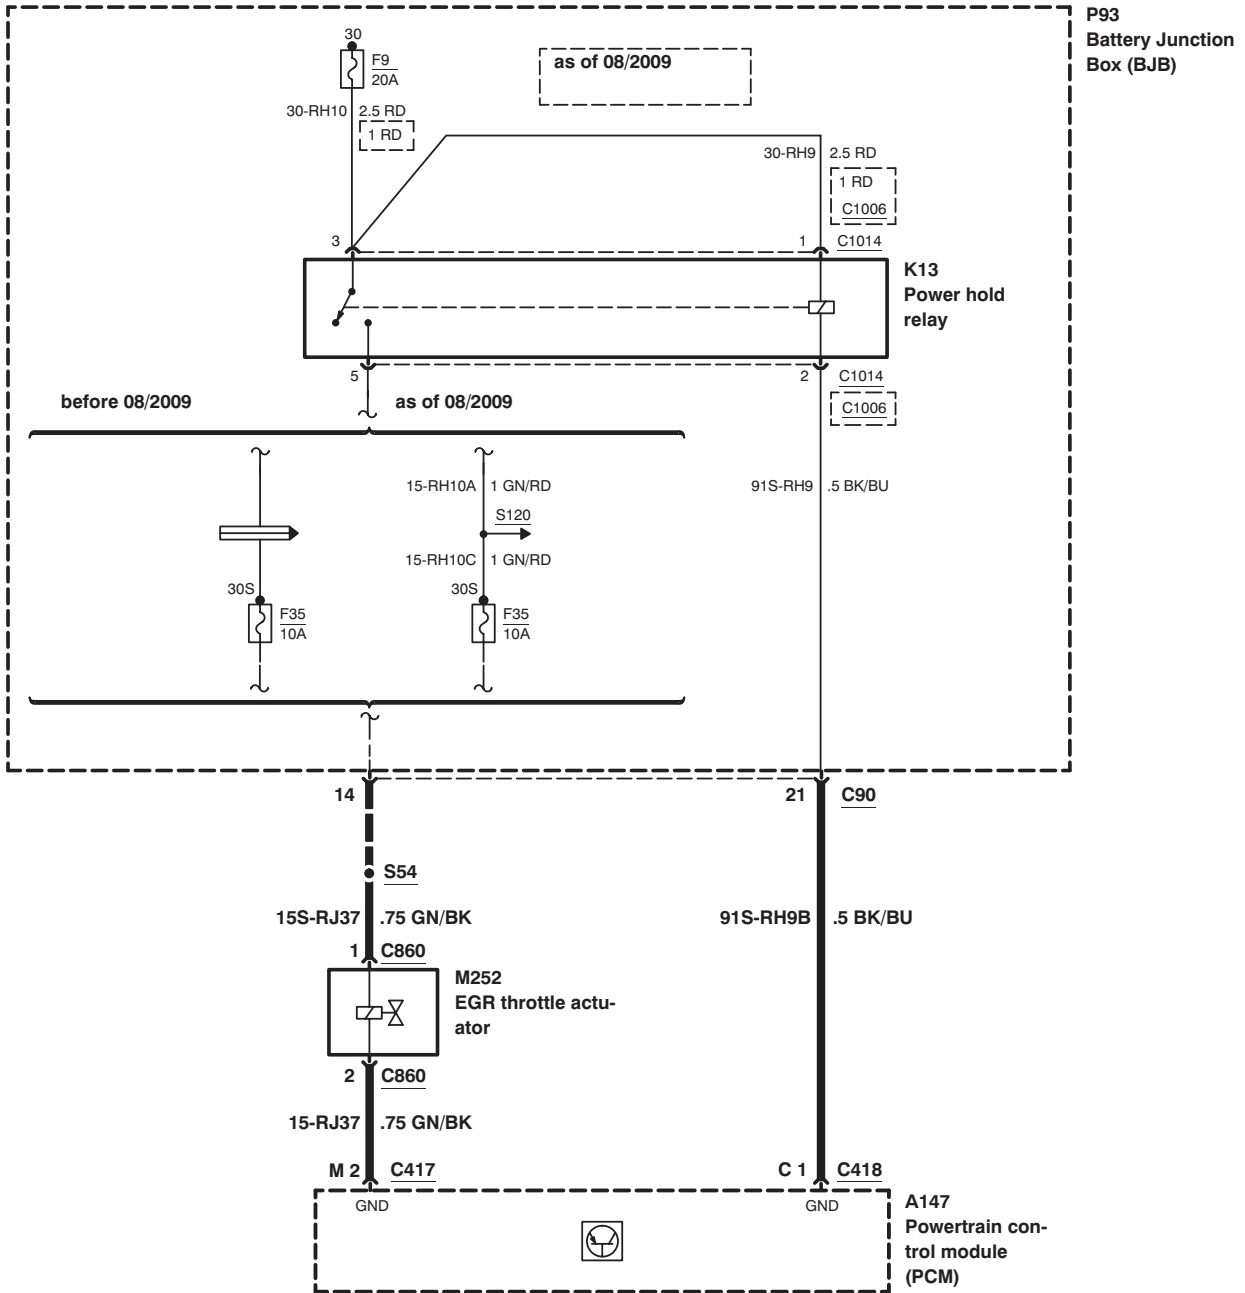 P93
Battery Junction
Box (BJB)
30
F9
20A
as of 08/2009
30-RH10 2.5 RD
1 RD
30-RH9 2.5 RD
1 RD
C1006
3
1 C1014
K13
Power hold
relay
5
2 C1014
C1006
before 08/2009
as of 08/2009
15-RH10A 1 GN/RD
91S-RH9 .5 BK/BU
S120
15-RH10C 1 GN/RD
30S
F35
10A
30S
F35
10A
14
21 C90
S54
15S-RJ37 .75 GN/BK
91S-RH9B .5 BK/BU
1 C860
M252
EGR throttle actu-
ator
2 C860
15-RJ37 .75 GN/BK
M 2 C417
C 1 C418
GND
GND
A147
Powertrain con-
trol module
(PCM)